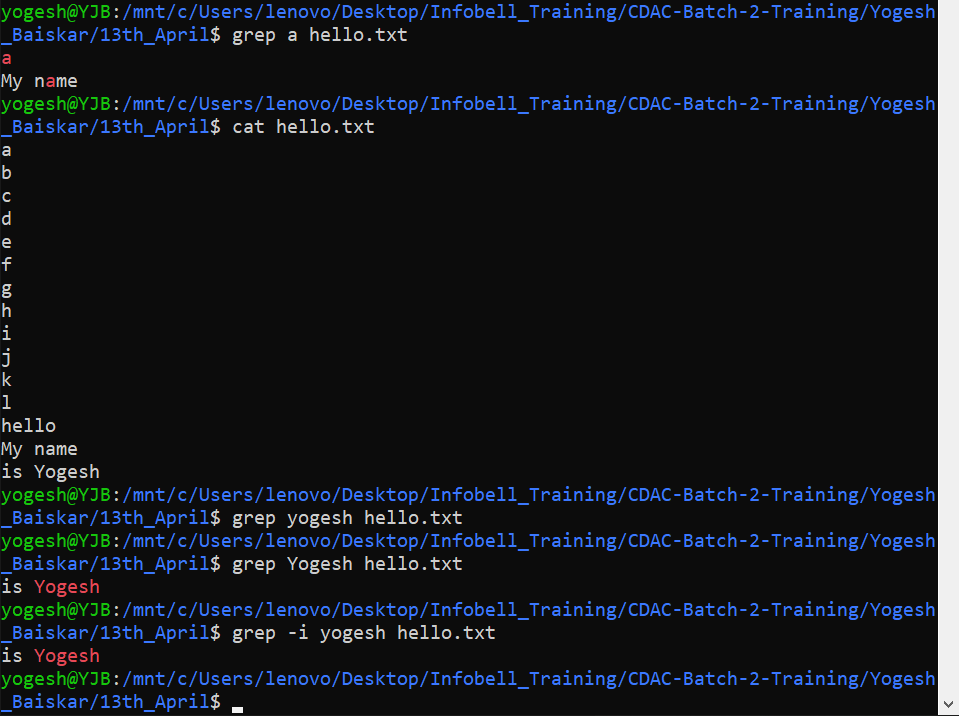 yogesh@YJB:/mnt/c/Users/lenovo/Desktop/Infobell_Training/CDAC-Batch-2-Training/Yogesh
_Baiskar/13th_April$ grep a hello.txt
a
My name
yogesh@YJB:/mnt/c/Users/lenovo/Desktop/Infobell_Training/CDAC-Batch-2-Training/Yogesh
_Baiskar/13th_April$ cat hello.txt
a
b
c
d
e
f
g
h
i
j
k
l
hello
My name
is Yogesh
yogesh@YJB:/mnt/c/Users/lenovo/Desktop/Infobell_Training/CDAC-Batch-2-Training/Yogesh
_Baiskar/13th_April$ grep yogesh hello.txt
yogesh@YJB:/mnt/c/Users/lenovo/Desktop/Infobell_Training/CDAC-Batch-2-Training/Yogesh
_Baiskar/13th_April$ grep Yogesh hello.txt
is Yogesh
yogesh@YJB:/mnt/c/Users/lenovo/Desktop/Infobell_Training/CDAC-Batch-2-Training/Yogesh
_Baiskar/13th_April$ grep -i yogesh hello.txt
is Yogesh
yogesh@YJB:/mnt/c/Users/lenovo/Desktop/Infobell_Training/CDAC-Batch-2-Training/Yogesh
_Baiskar/13th_April$